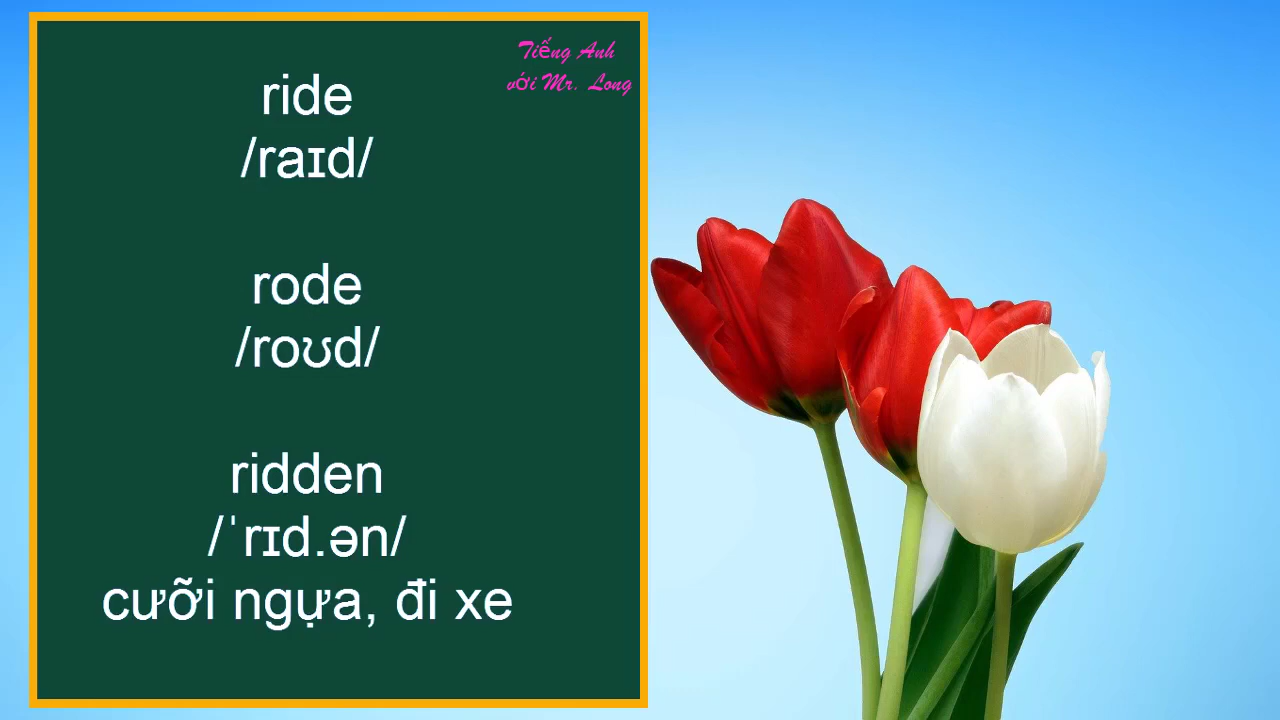 Tiếng Anh
với Mr. Long
ride
/raɪd/
rode
/roʊd/
ridden
/ˈrɪd.ən/
cưỡi ngựa, đi xe